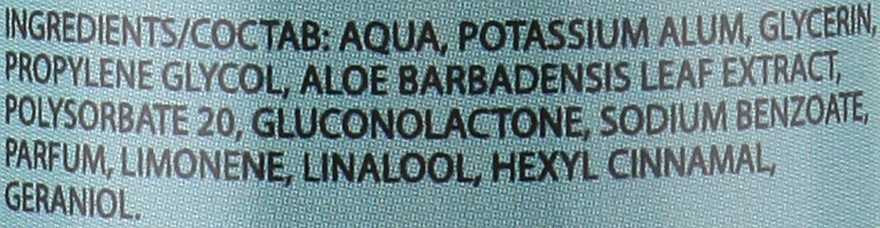 INGREDIENTS/СОСТАВ: AQUA, POTASSIUM ALUM, GLYCERIN,
PROPYLENE GLYCOL, ALOE BARBADENSIS LEAF EXTRACT,
POLYSORBATE 20, GLUCONOLACTONE, SODIUM BENZOATE,
PARFUM, LIMONENE, LINALOOL, HEXYL CINNAMAL,
GERANIOL.